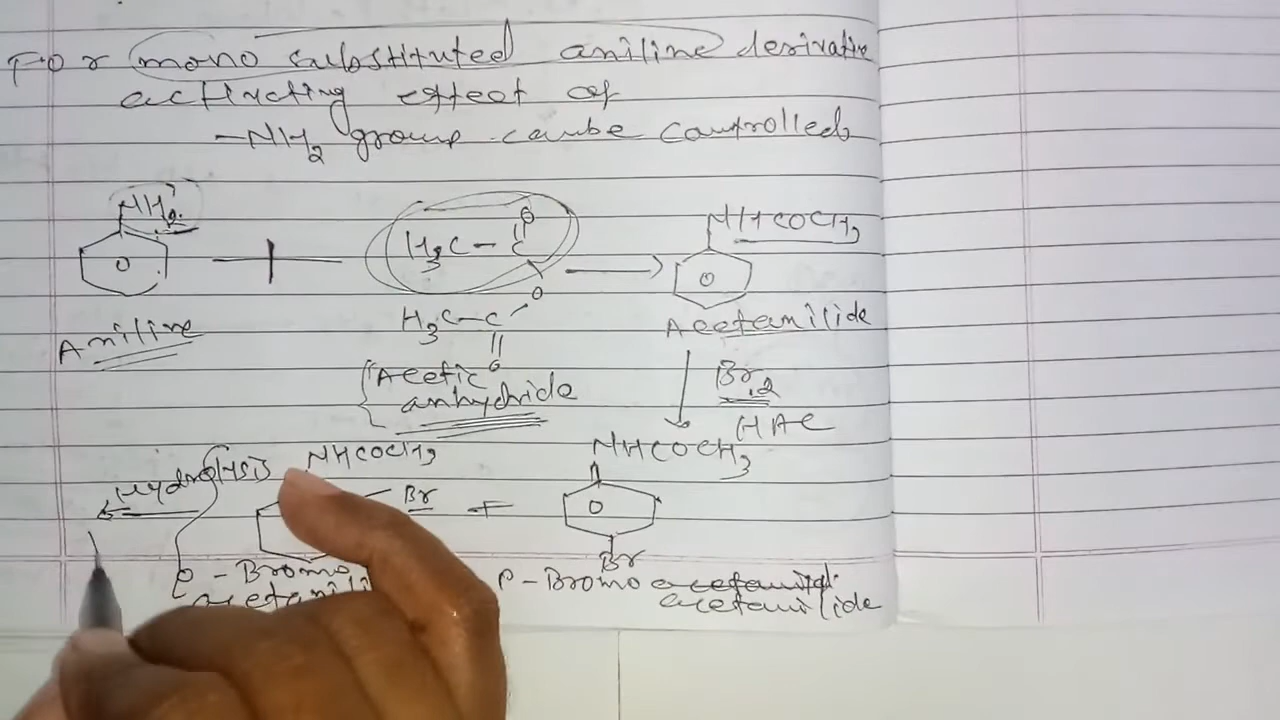 For mono substituted aniline derivative
activating effect of
-NH2 group can be controlled
NH2
O
H3C-C
NHCOCH3
O
H3C-C
O
Aniline
Acetanilide
O
Acetic
anhydride
Br2
HAc
NHCOCH3
NHCOCH3
Hydrolysis
Br
+
Br
O-Bromo
P-Bromo
acetanilide